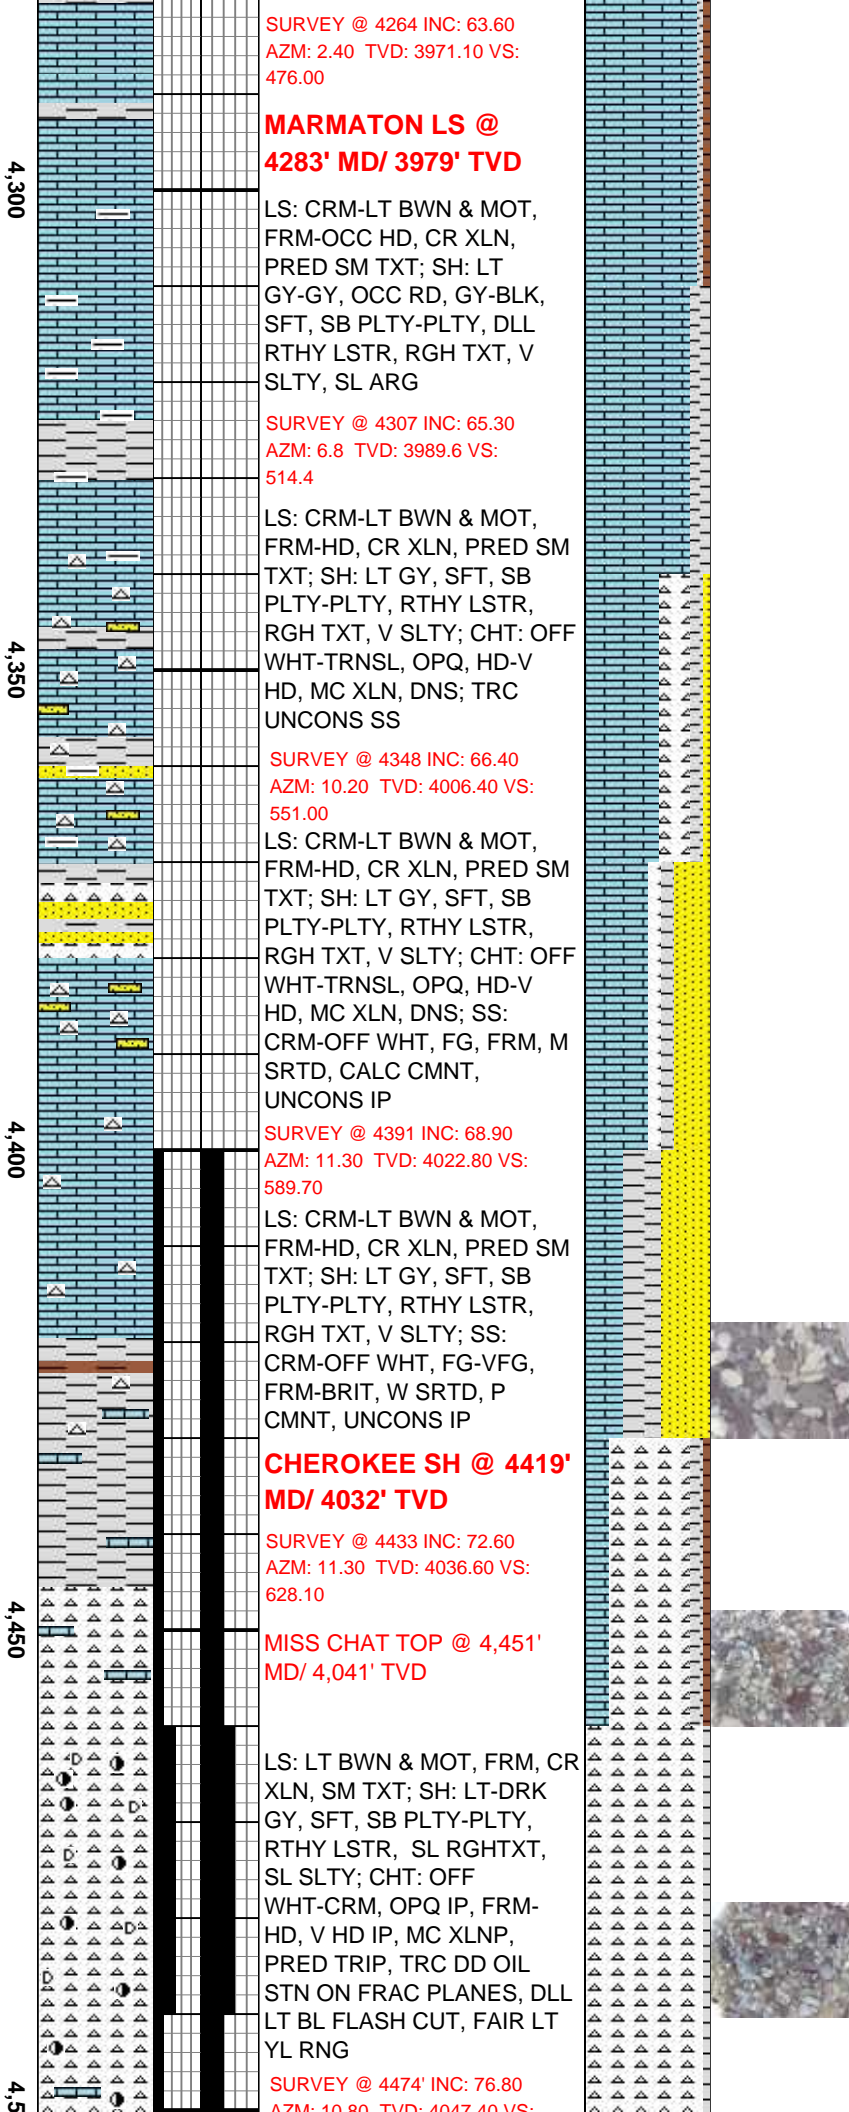 SURVEY @ 4264 INC: 63.60
AZM: 2.40  TVD: 3971.10 VS:
476.00
MARMATON LS @
4283' MD/ 3979' TVD
4,300
LS: CRM-LT BWN & MOT,
FRM-OCC HD, CR XLN,
PRED SM TXT; SH: LT
GY-GY, OCC RD, GY-BLK,
SFT, SB PLTY-PLTY, DLL
RTHY LSTR, RGH TXT, V
SLTY, SL ARG
SURVEY @ 4307 INC: 65.30
AZM: 6.8  TVD: 3989.6 VS:
514.4
LS: CRM-LT BWN & MOT,
FRM-HD, CR XLN, PRED SM
TXT; SH: LT GY, SFT, SB
PLTY-PLTY, RTHY LSTR,
RGH TXT, V SLTY; CHT: OFF
WHT-TRNSL, OPQ, HD-V
HD, MC XLN, DNS; TRC
UNCONS SS
4,350
SURVEY @ 4348 INC: 66.40
AZM: 10.20  TVD: 4006.40 VS:
551.00
LS: CRM-LT BWN & MOT,
FRM-HD, CR XLN, PRED SM
TXT; SH: LT GY, SFT, SB
PLTY-PLTY, RTHY LSTR,
RGH TXT, V SLTY; CHT: OFF
WHT-TRNSL, OPQ, HD-V
HD, MC XLN, DNS; SS:
CRM-OFF WHT, FG, FRM, M
SRTD, CALC CMNT,
UNCONS IP
4,400
SURVEY @ 4391 INC: 68.90
AZM: 11.30  TVD: 4022.80 VS:
589.70
LS: CRM-LT BWN & MOT,
FRM-HD, CR XLN, PRED SM
TXT; SH: LT GY, SFT, SB
PLTY-PLTY, RTHY LSTR,
RGH TXT, V SLTY; SS:
CRM-OFF WHT, FG-VFG,
FRM-BRIT, W SRTD, P
CMNT, UNCONS IP
CHEROKEE SH @ 4419'
MD/ 4032' TVD
SURVEY @ 4433 INC: 72.60
AZM: 11.30  TVD: 4036.60 VS:
628.10
4,450
MISS CHAT TOP @ 4,451'
MD/ 4,041' TVD
LS: LT BWN & MOT, FRM, CR
XLN, SM TXT; SH: LT-DRK
GY, SFT, SB PLTY-PLTY,
RTHY LSTR,  SL RGHTXT,
SL SLTY; CHT: OFF
WHT-CRM, OPQ IP, FRM-
HD, V HD IP, MC XLNP,
PRED TRIP, TRC DD OIL
STN ON FRAC PLANES, DLL
LT BL FLASH CUT, FAIR LT
YL RNG
SURVEY @ 4474' INC: 76.80
AZM: 10.80  TVD: 4047.40 VS: